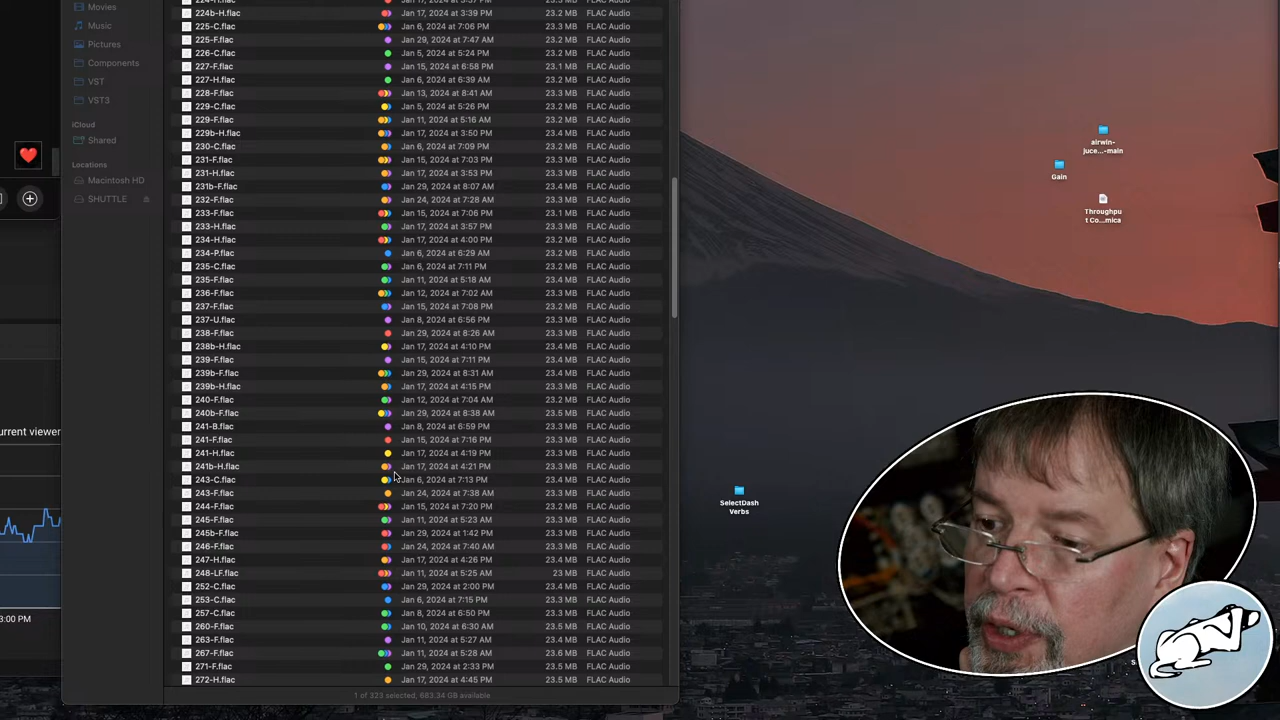 Movies
Music
Pictures
Components
VST
VST3
iCloud
Shared
Locations
Macintosh HD
SHUTTLE
224b-H.flac Jan 17, 2024 at 3:39 PM 23.2 MB FLAC Audio
225-C.flac Jan 6, 2024 at 7:06 PM 23.3 MB FLAC Audio
225-F.flac Jan 29, 2024 at 7:47 AM 23.3 MB FLAC Audio
226-C.flac Jan 5, 2024 at 5:24 PM 23.3 MB FLAC Audio
227-F.flac Jan 15, 2024 at 6:58 PM 23.1 MB FLAC Audio
227-H.flac Jan 6, 2024 at 6:39 AM 23.2 MB FLAC Audio
228-F.flac Jan 13, 2024 at 8:41 AM 23.3 MB FLAC Audio
229-C.flac Jan 5, 2024 at 5:26 PM 23.3 MB FLAC Audio
229-F.flac Jan 11, 2024 at 5:16 AM 23.2 MB FLAC Audio
229b-H.flac Jan 17, 2024 at 3:50 PM 23.4 MB FLAC Audio
230-C.flac Jan 6, 2024 at 7:09 PM 23.2 MB FLAC Audio
231-F.flac Jan 15, 2024 at 7:03 PM 23.3 MB FLAC Audio
231-H.flac Jan 17, 2024 at 3:53 PM 23.3 MB FLAC Audio
231b-F.flac Jan 29, 2024 at 8:07 AM 23.4 MB FLAC Audio
232-F.flac Jan 24, 2024 at 7:28 AM 23.3 MB FLAC Audio
233-F.flac Jan 15, 2024 at 7:06 PM 23.1 MB FLAC Audio
233-H.flac Jan 17, 2024 at 3:57 PM 23.3 MB FLAC Audio
234-H.flac Jan 17, 2024 at 4:00 PM 23.2 MB FLAC Audio
234-P.flac Jan 6, 2024 at 6:29 AM 23.3 MB FLAC Audio
235-C.flac Jan 6, 2024 at 7:11 PM 23.4 MB FLAC Audio
235-F.flac Jan 11, 2024 at 5:18 AM 23.3 MB FLAC Audio
236-F.flac Jan 12, 2024 at 7:02 AM 23.3 MB FLAC Audio
237-F.flac Jan 15, 2024 at 7:08 PM 23.2 MB FLAC Audio
237-U.flac Jan 8, 2024 at 6:56 PM 23.3 MB FLAC Audio
238-F.flac Jan 29, 2024 at 8:26 AM 23.3 MB FLAC Audio
238b-H.flac Jan 17, 2024 at 4:10 PM 23.4 MB FLAC Audio
239-F.flac Jan 15, 2024 at 7:11 PM 23.3 MB FLAC Audio
239b-F.flac Jan 29, 2024 at 8:31 AM 23.4 MB FLAC Audio
239b-H.flac Jan 17, 2024 at 4:15 PM 23.3 MB FLAC Audio
240-F.flac Jan 12, 2024 at 7:04 AM 23.2 MB FLAC Audio
240b-F.flac Jan 29, 2024 at 8:38 AM 23.5 MB FLAC Audio
241-B.flac Jan 8, 2024 at 6:59 PM 23.3 MB FLAC Audio
241-F.flac Jan 15, 2024 at 7:16 PM 23.3 MB FLAC Audio
241-H.flac Jan 17, 2024 at 4:19 PM 23.3 MB FLAC Audio
241b-H.flac Jan 17, 2024 at 4:21 PM 23.3 MB FLAC Audio
243-C.flac Jan 6, 2024 at 7:13 PM 23.4 MB FLAC Audio
243-F.flac Jan 24, 2024 at 7:38 AM 23.3 MB FLAC Audio
244-F.flac Jan 15, 2024 at 7:20 PM 23.2 MB FLAC Audio
245-F.flac Jan 11, 2024 at 5:23 AM 23.3 MB FLAC Audio
245b-F.flac Jan 29, 2024 at 1:42 PM 23.3 MB FLAC Audio
246-F.flac Jan 24, 2024 at 7:40 AM 23.3 MB FLAC Audio
247-H.flac Jan 17, 2024 at 4:26 PM 23.3 MB FLAC Audio
248-LF.flac Jan 11, 2024 at 5:25 AM 23 MB FLAC Audio
252-C.flac Jan 29, 2024 at 2:00 PM 23.4 MB FLAC Audio
253-C.flac Jan 6, 2024 at 7:15 PM 23.3 MB FLAC Audio
257-C.flac Jan 8, 2024 at 6:50 PM 23.3 MB FLAC Audio
260-F.flac Jan 10, 2024 at 6:30 AM 23.5 MB FLAC Audio
263-F.flac Jan 11, 2024 at 5:27 AM 23.3 MB FLAC Audio
267-F.flac Jan 11, 2024 at 5:28 AM 23.6 MB FLAC Audio
271-F.flac Jan 29, 2024 at 2:33 PM 23.5 MB FLAC Audio
272-H.flac Jan 17, 2024 at 4:45 PM 23.5 MB FLAC Audio
1 of 323 selected, 683.34 GB available
urrent viewer
3:00 PM
airwin-
juce...-main
Gain
Throughpu
t Co...mica
SelectDash
Verbs